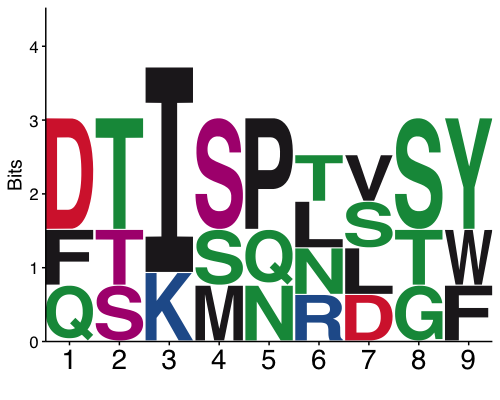 4
3
2
1
0
Bits
D T I S P T V S Y
F T K S Q L S T W
Q S M N N L G F
R D
1 2 3 4 5 6 7 8 9